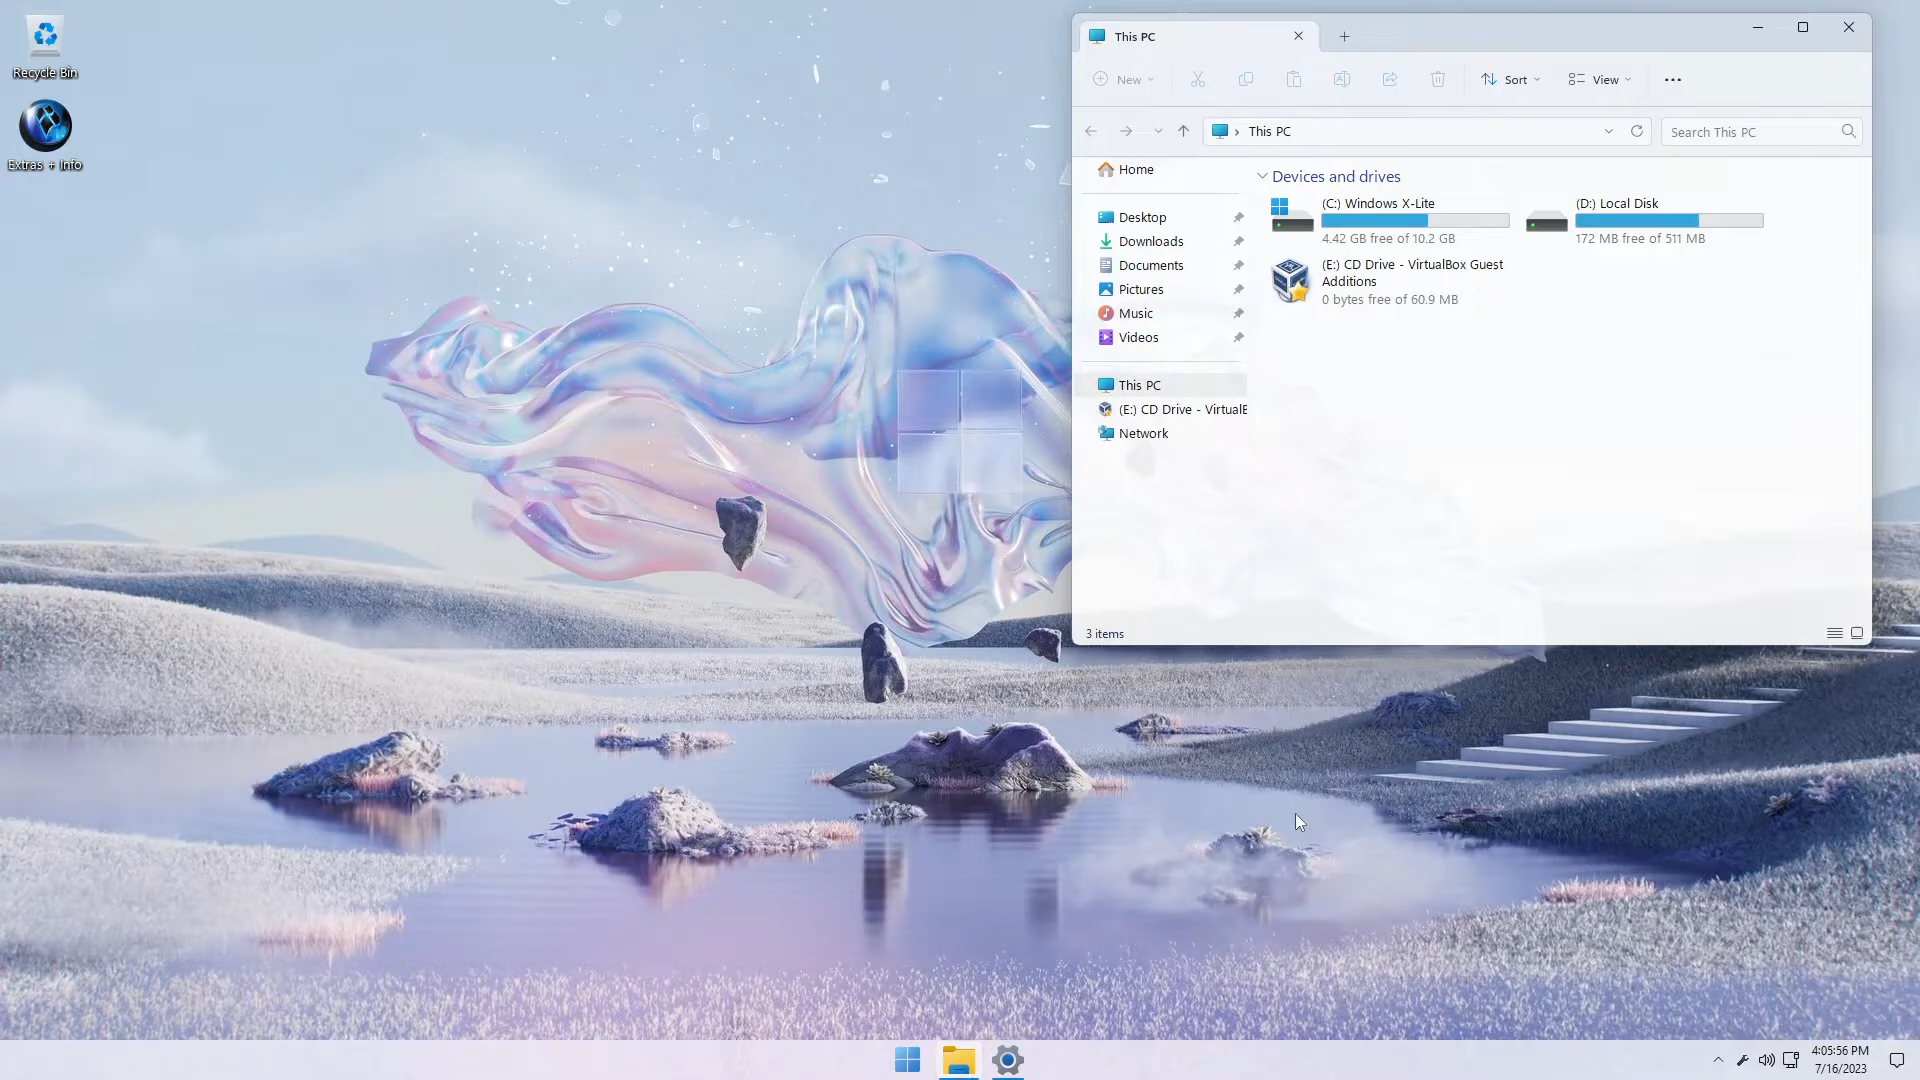 Recycle Bin
Extras + Info
This PC
New
Sort
View
This PC
Search This PC
Home
Desktop
Downloads
Documents
Pictures
Music
Videos
This PC
(E:) CD Drive - VirtualB
Network
Devices and drives
(C:) Windows X-Lite
4.42 GB free of 10.2 GB
(D:) Local Disk
172 MB free of 511 MB
(E:) CD Drive - VirtualBox Guest
Additions
0 bytes free of 60.9 MB
3 items
4:05:56 PM
7/16/2023